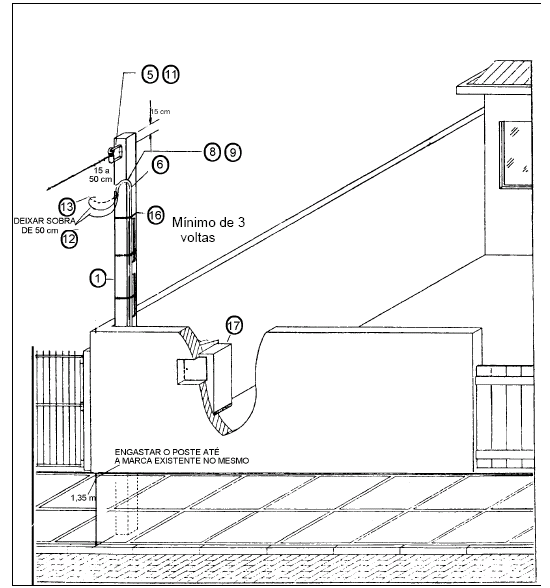 5 11
15 cm
8 9
15 a
50 cm
6
13
DEIXAR SOBRA
DE 50 cm
12
16
Mínimo de 3
voltas
1
17
ENGASTAR O POSTE ATÉ
A MARCA EXISTENTE NO MESMO
1,35 m